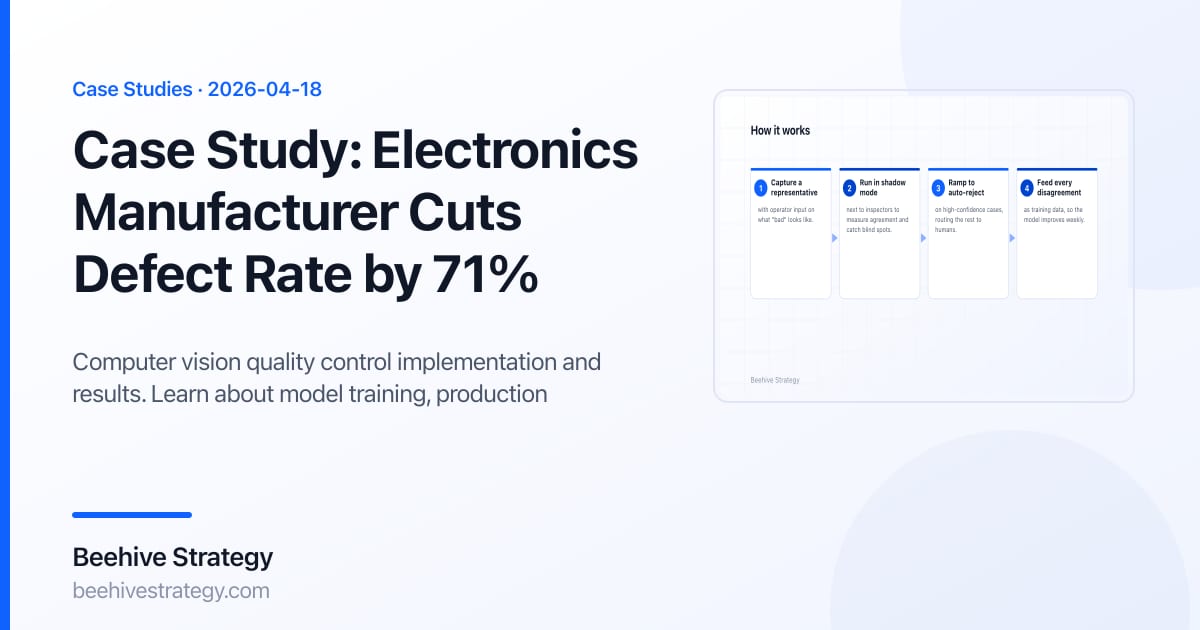 Case Studies · 2026-04-18
Case Study: Electronics
Manufacturer Cuts
Defect Rate by 71%
Computer vision quality control implementation and
results. Learn about model training, production
Beehive Strategy
beehivestrategy.com
How it works
1
Capture a
representative
with operator input on
what "bad" looks like.
2
Run in shadow
mode
next to inspectors to
measure agreement and
catch blind spots.
3
Ramp to
auto-reject
on high-confidence cases,
routing the rest to
humans.
4
Feed every
disagreement
as training data, so the
model improves weekly.
Beehive Strategy